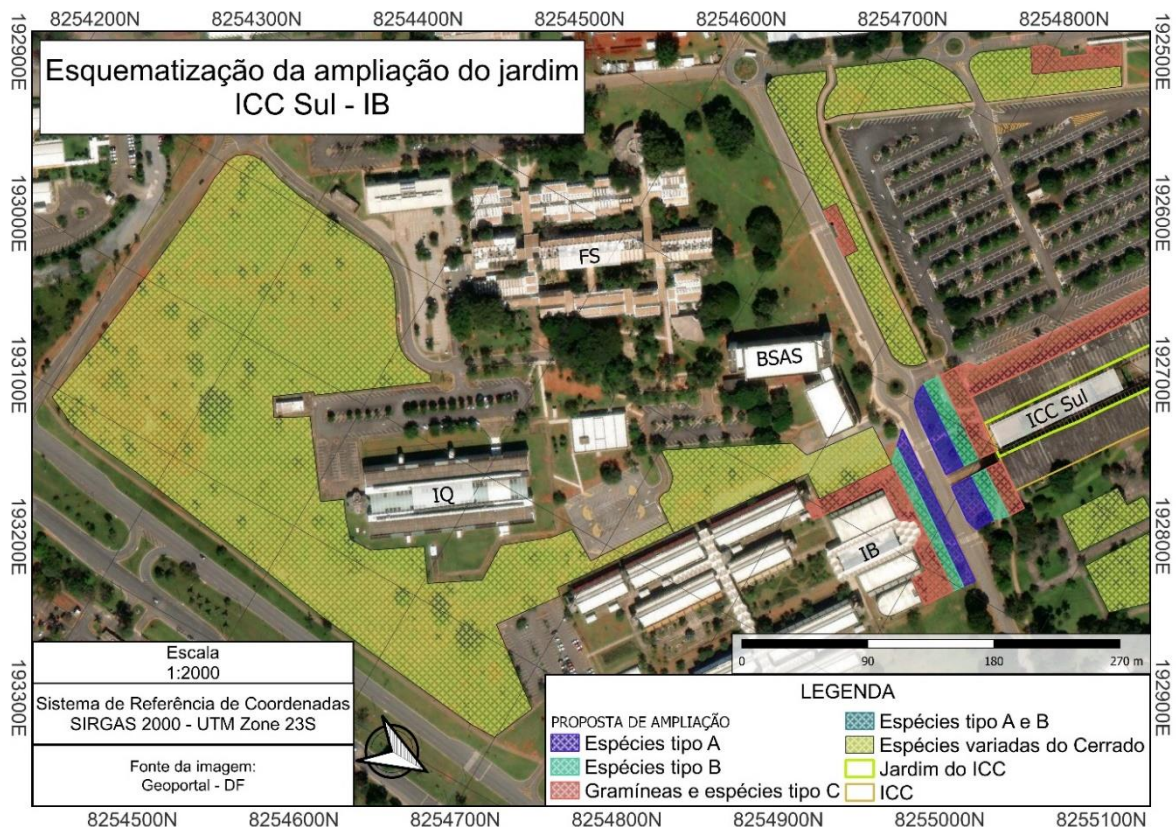 8254200N 8254300N 8254400N 8254500N 8254600N 8254700N 8254800N
192900E
193000E
193100E
193200E
193300E
Esquematização da ampliação do jardim
ICC Sul - IB
192500E
192600E
192700E
192800E
192900E
FS
BSAS
ICC Sul
IQ
IB
0 90 180 270 m
Escala
1:2000
Sistema de Referência de Coordenadas
SIRGAS 2000 - UTM Zone 23S
Fonte da imagem:
Geoportal - DF
LEGENDA
PROPOSTA DE AMPLIAÇÃO
Espécies tipo A
Espécies tipo B
Gramíneas e espécies tipo C
Espécies tipo A e B
Espécies variadas do Cerrado
Jardim do ICC
ICC
8254500N 8254600N 8254700N 8254800N 8254900N 8255000N 8255100N